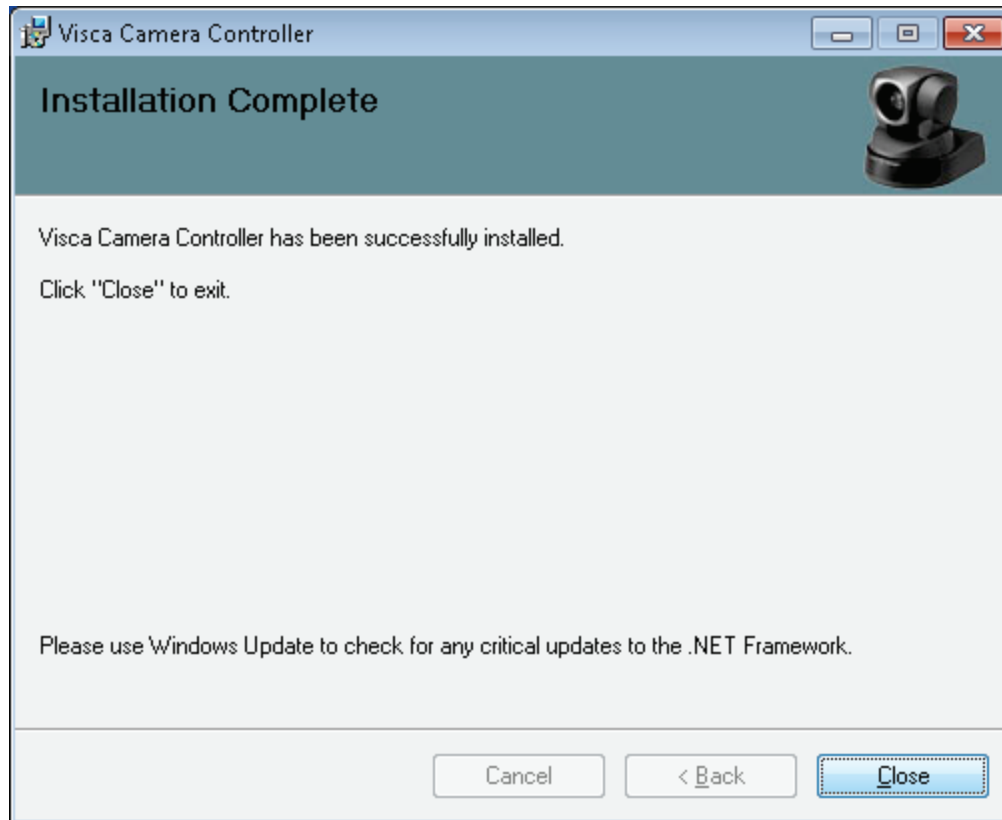 Visca Camera Controller
Installation Complete
Visca Camera Controller has been successfully installed.
Click "Close" to exit.
Please use Windows Update to check for any critical updates to the .NET Framework.
Cancel
< Back
Close